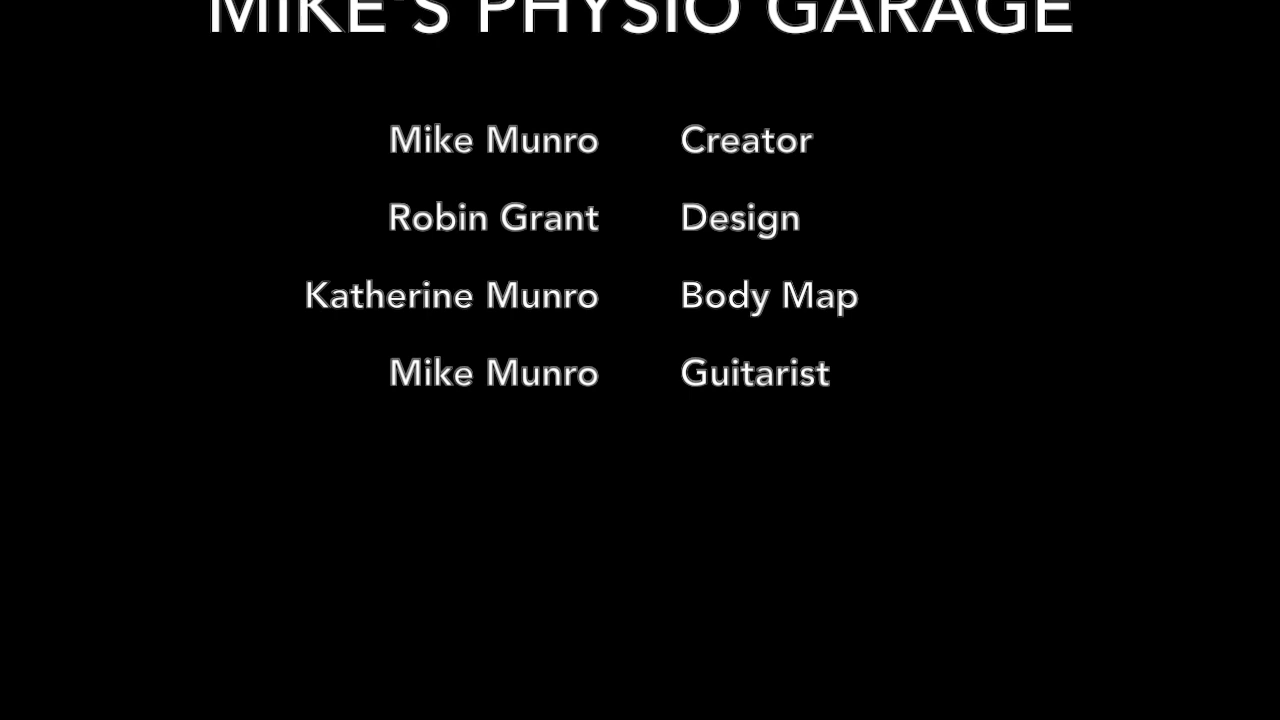 MIKE'S PHYSIO GARAGE
Mike Munro Creator
Robin Grant Design
Katherine Munro Body Map
Mike Munro Guitarist